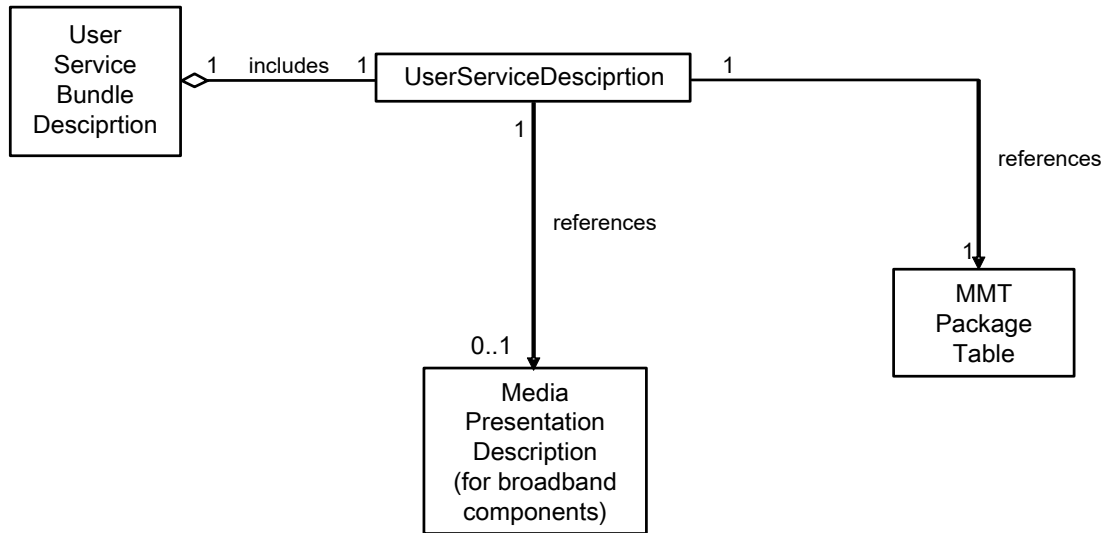 User
Service
Bundle
Desciprtion
1 includes 1
UserServiceDesciprtion
1
1
references
references
1
0..1
MMT
Package
Table
Media
Presentation
Description
(for broadband
components)